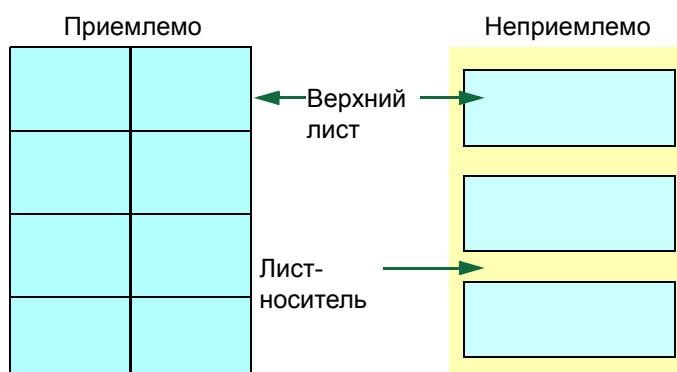 Приемлемо
Неприемлемо
Верхний
лист
Лист-
носитель